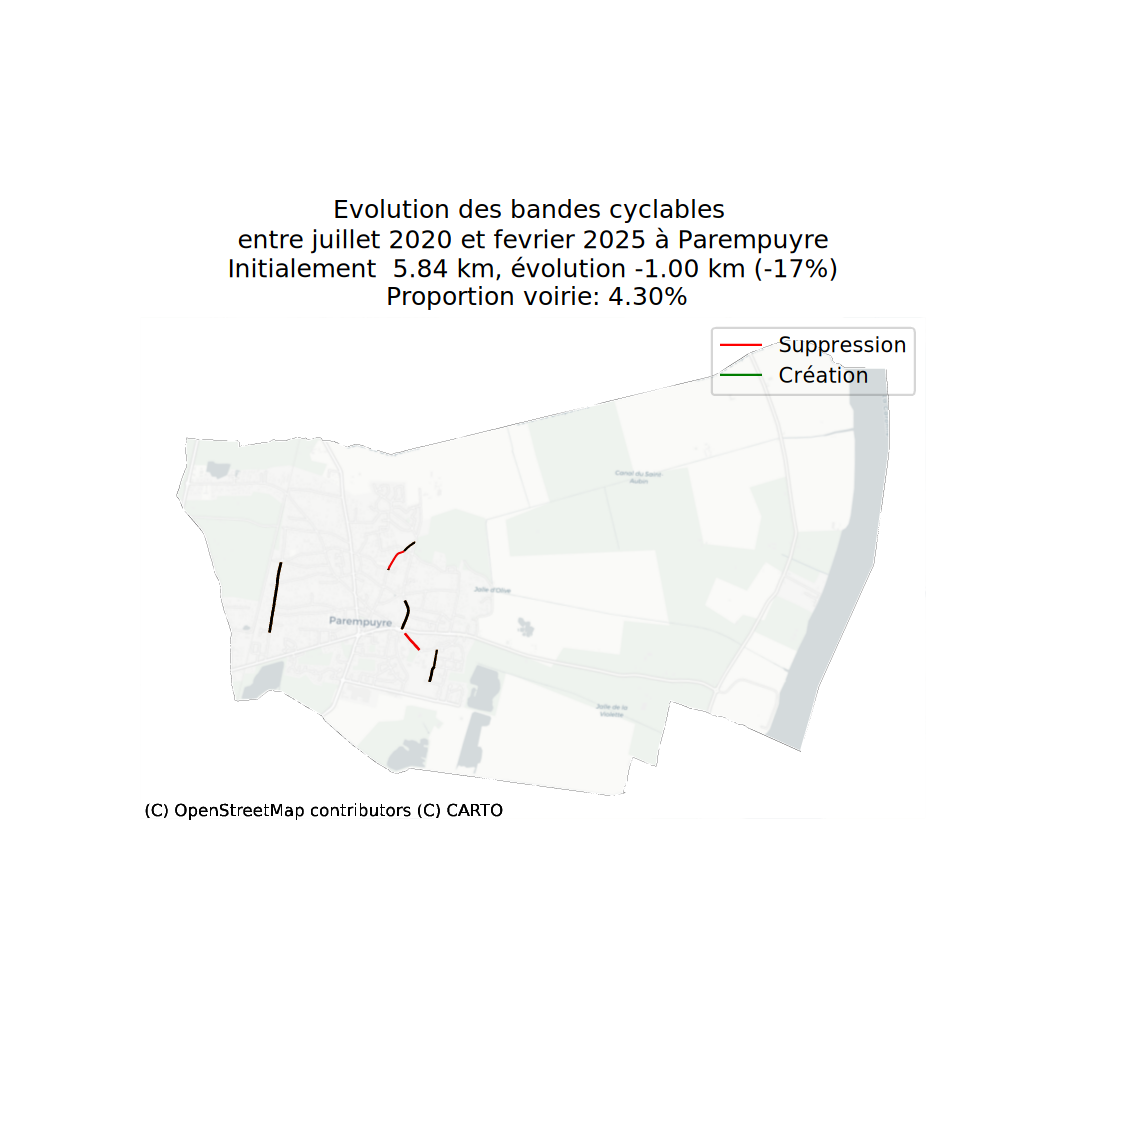 Evolution des bandes cyclables
entre juillet 2020 et fevrier 2025 à Parempuyre
Initialement  5.84 km, évolution -1.00 km (-17%)
Proportion voirie: 4.30%
Suppression
Création
Canal du Saint-
Aubin
Jalle d'Olive
Parempuyre
Jalle de la
Violette
(C) OpenStreetMap contributors (C) CARTO